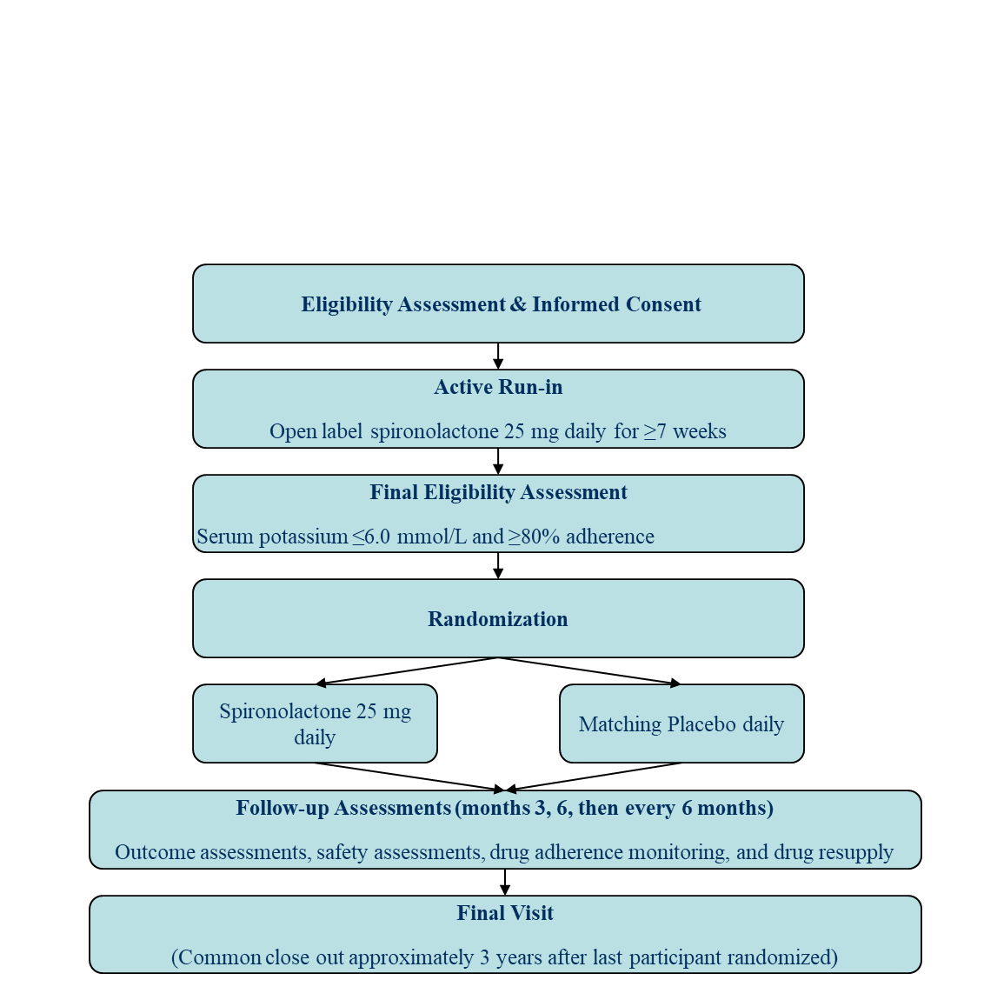 Eligibility Assessment & Informed Consent
Active Run-in
Open label spironolactone 25 mg daily for ≥7 weeks
Final Eligibility Assessment
Serum potassium ≤6.0 mmol/L and ≥80% adherence
Randomization
Spironolactone 25 mg
daily
Matching Placebo daily
Follow-up Assessments (months 3, 6, then every 6 months)
Outcome assessments, safety assessments, drug adherence monitoring, and drug resupply
Final Visit
(Common close out approximately 3 years after last participant randomized)